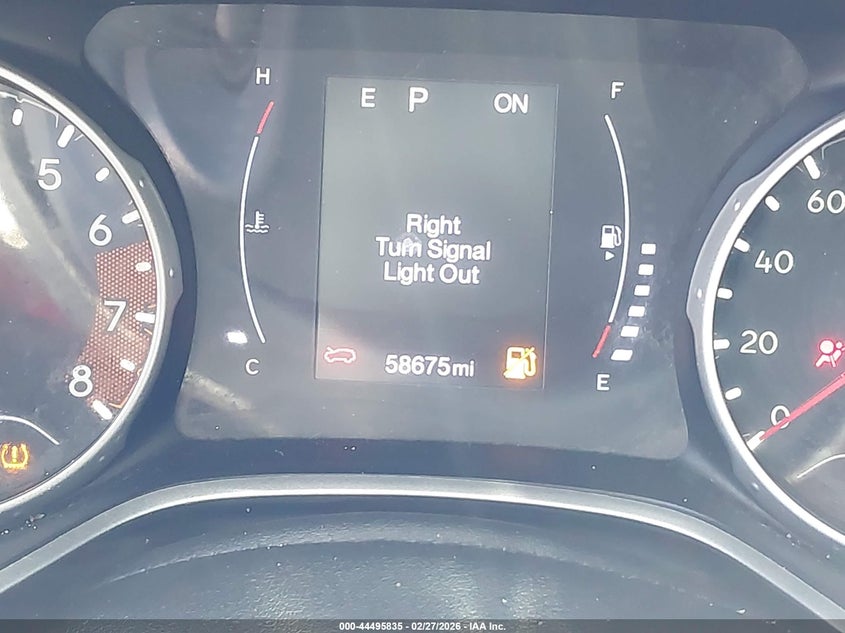 H
E P ON
F
5
6
7
8
Right
Turn Signal
Light Out
C
58675mi
E
60
40
20
0
000-44495835 - 02/27/2026 - IAA Inc.